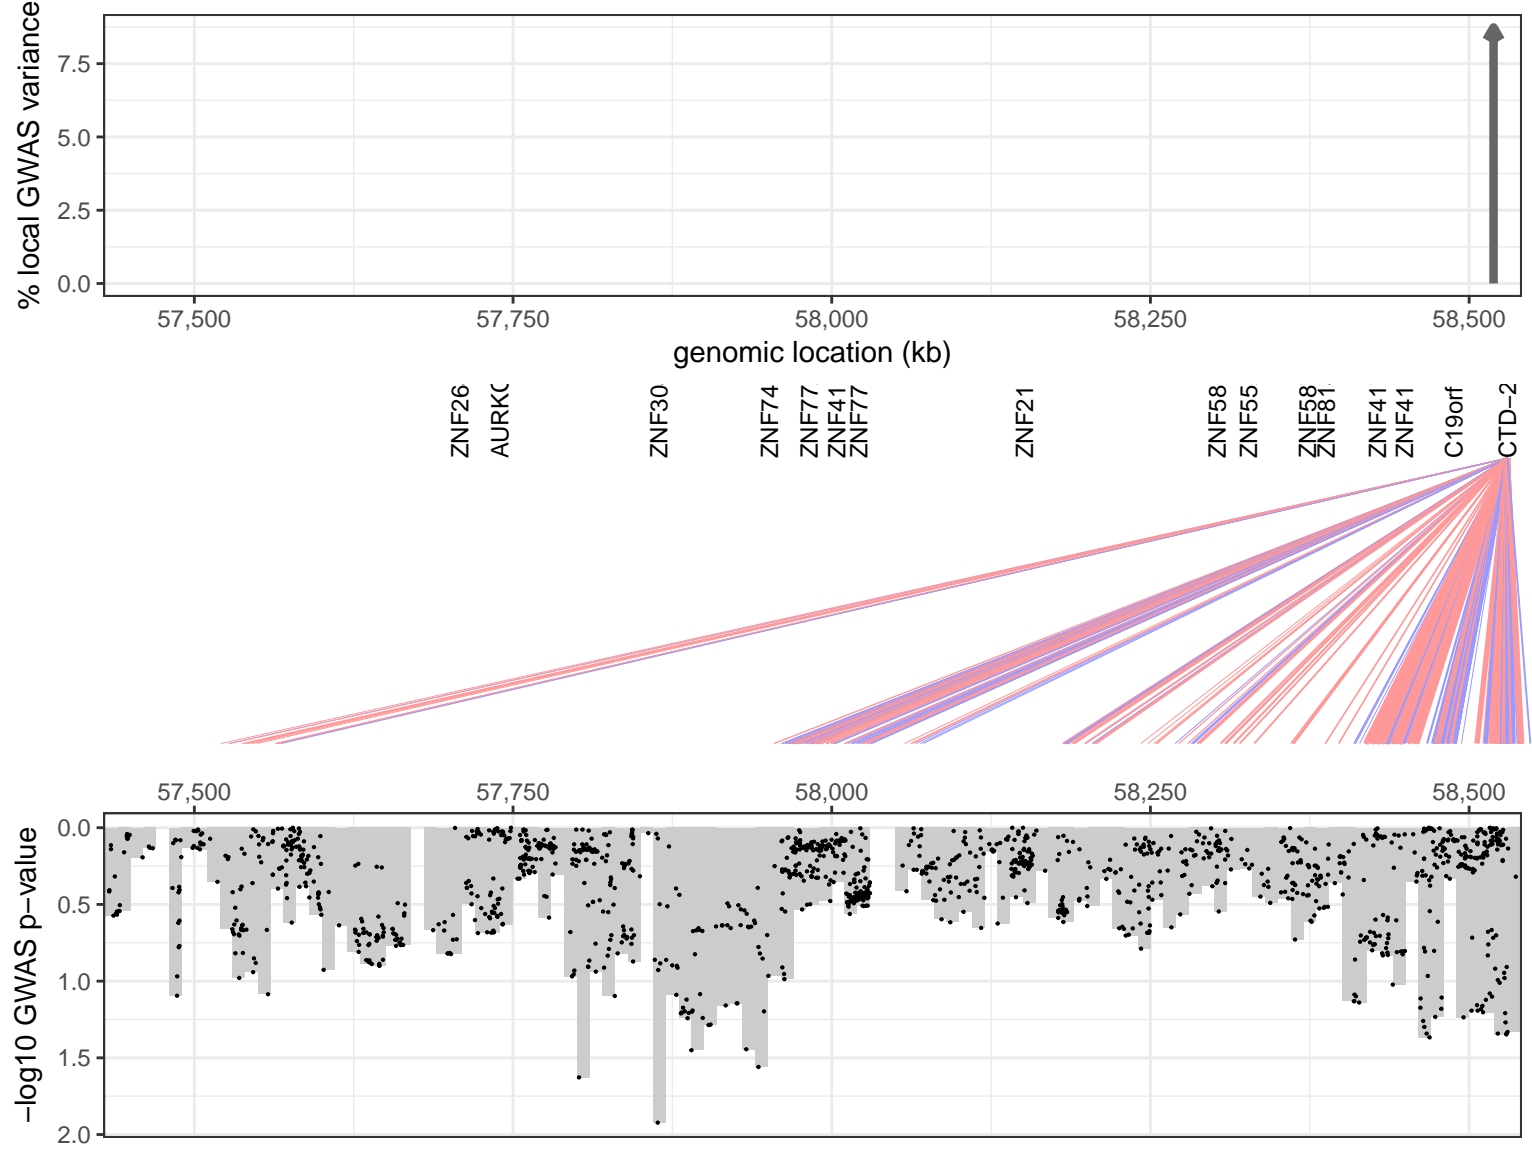 % local GWAS variance
7.5
5.0
2.5
0.0
57,500 57,750 58,000 58,250 58,500
genomic location (kb)
ZNF26 AURKC ZNF30 ZNF74 ZNF77 ZNF41 ZNF77 ZNF21 ZNF58 ZNF55 ZNF58 ZNF81 ZNF41 ZNF41 C19orf CTD−2
57,500 57,750 58,000 58,250 58,500
−log10 GWAS p−value
0.0
0.5
1.0
1.5
2.0